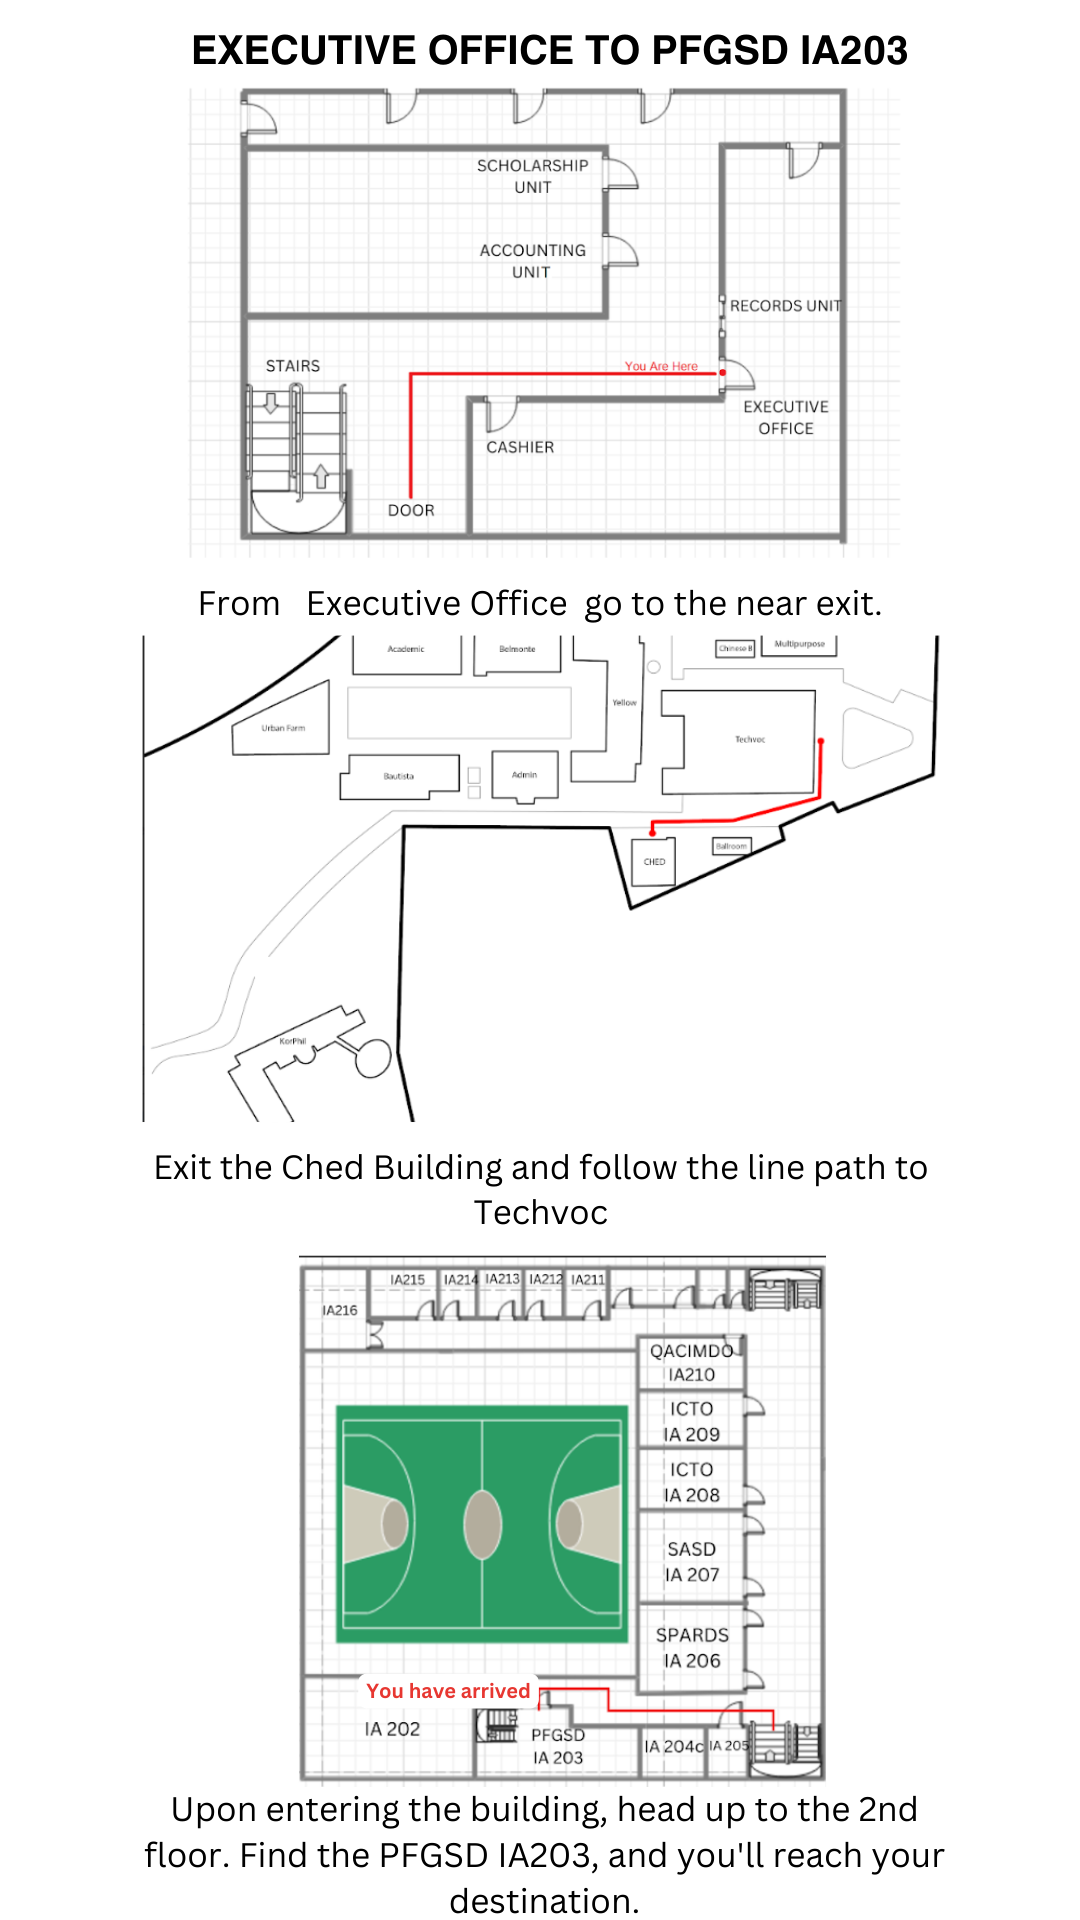 EXECUTIVE OFFICE TO PFGSD IA203
SCHOLARSHIP
UNIT
ACCOUNTING
UNIT
RECORDS UNIT
STAIRS
You Are Here
EXECUTIVE
OFFICE
CASHIER
DOOR
From Executive Office go to the near exit.
Academic
Belmonte
Chinese B
Multipurpose
Yellow
Urban Farm
Techvoc
Bautista
Admin
CHED
Ballroom
KorPhil
Exit the Ched Building and follow the line path to
Techvoc
IA215
IA214
IA213
IA212
IA211
IA216
QACIMDO
IA210
ICTO
IA 209
ICTO
IA 208
SASD
IA 207
SPARDS
IA 206
You have arrived
IA 202
PFGSD
IA 203
IA 204c
IA 205
Upon entering the building, head up to the 2nd
floor. Find the PFGSD IA203, and you'll reach your
destination.